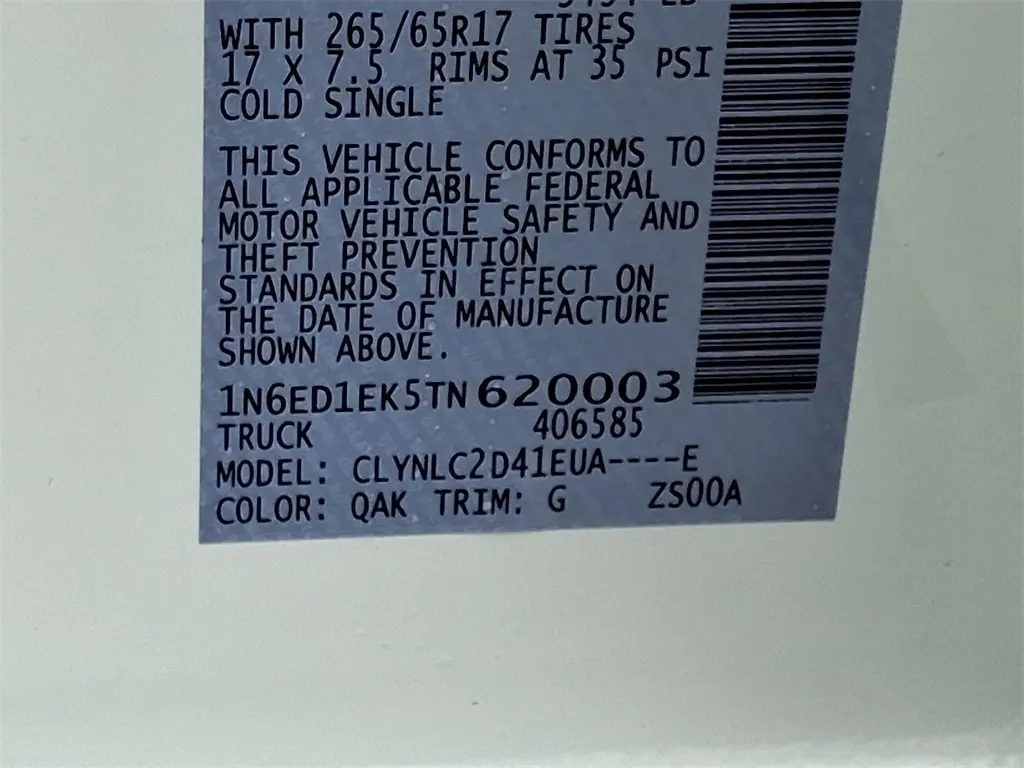 WITH 265/65R17 TIRES
17 X 7.5 RIMS AT 35 PSI
COLD SINGLE
THIS VEHICLE CONFORMS TO
ALL APPLICABLE FEDERAL
MOTOR VEHICLE SAFETY AND
THEFT PREVENTION
STANDARDS IN EFFECT ON
THE DATE OF MANUFACTURE
SHOWN ABOVE.
1N6ED1EK5TN620003
TRUCK 406585
MODEL: CLYNLC2D41EUA----E
COLOR: QAK TRIM: G ZS00A